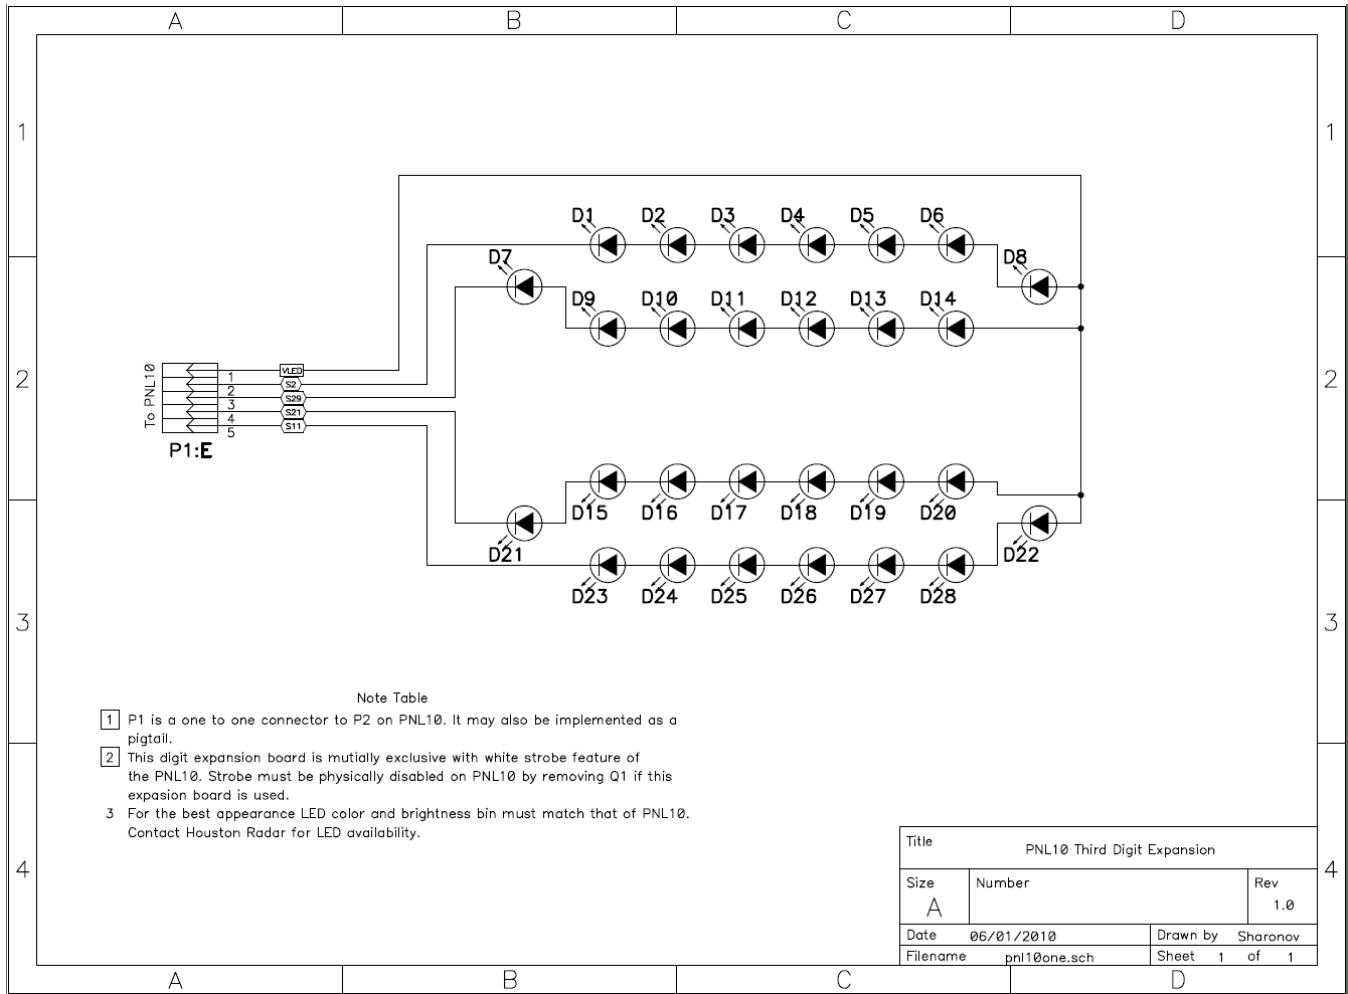 A B C D
1 1
D1 D2 D3 D4 D5 D6
D7 D8
D9 D10 D11 D12 D13 D14
2 2
To PNL10
VLED
1 S2
2 S29
3 S21
4 S11
5
P1:E
D15 D16 D17 D18 D19 D20
D21 D22
D23 D24 D25 D26 D27 D28
3 3
Note Table
1 P1 is a one to one connector to P2 on PNL10. It may also be implemented as a
pigtail.
2 This digit expansion board is mutially exclusive with white strobe feature of
the PNL10. Strobe must be physically disabled on PNL10 by removing Q1 if this
expasion board is used.
3 For the best appearance LED color and brightness bin must match that of PNL10.
Contact Houston Radar for LED availability.
4 4
Title
PNL10 Third Digit Expansion
Size Number Rev
A 1.0
Date 06/01/2010 Drawn by Sharonov
Filename pnl10one.sch Sheet 1 of 1
A B C D